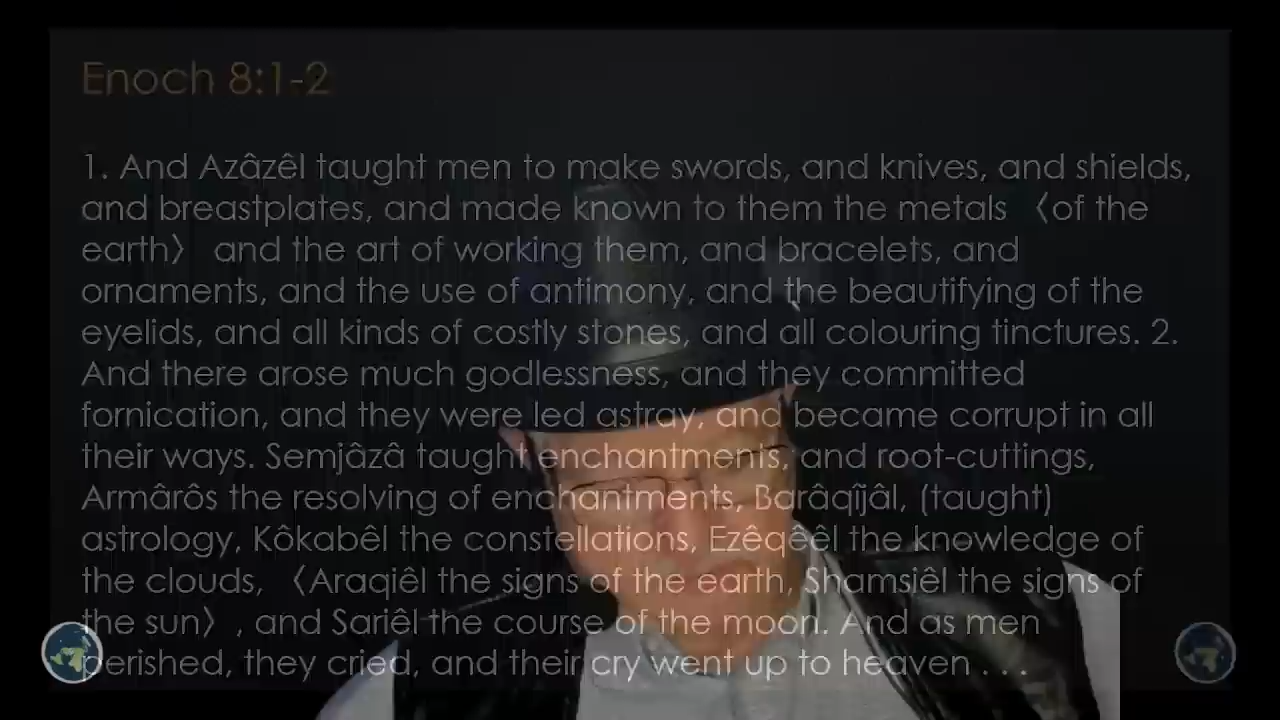 Enoch 8:1-2
1. And Azâzêl taught men to make swords, and knives, and shields,
and breastplates, and made known to them the metals 〈of the
earth〉 and the art of working them, and bracelets, and
ornaments, and the use of antimony, and the beautifying of the
eyelids, and all kinds of costly stones, and all colouring tinctures. 2.
And there arose much godlessness, and they committed
fornication, and they were led astray, and became corrupt in all
their ways. Semjâzâ taught enchantments, and root-cuttings,
Armârôs the resolving of enchantments, Barâqîjâl, (taught)
astrology, Kôkabêl the constellations, Ezêqêêl the knowledge of
the clouds, 〈Araqiêl the signs of the earth, Shamsiêl the signs of
the sun〉, and Sariêl the course of the moon. And as men
perished, they cried, and their cry went up to heaven . . .